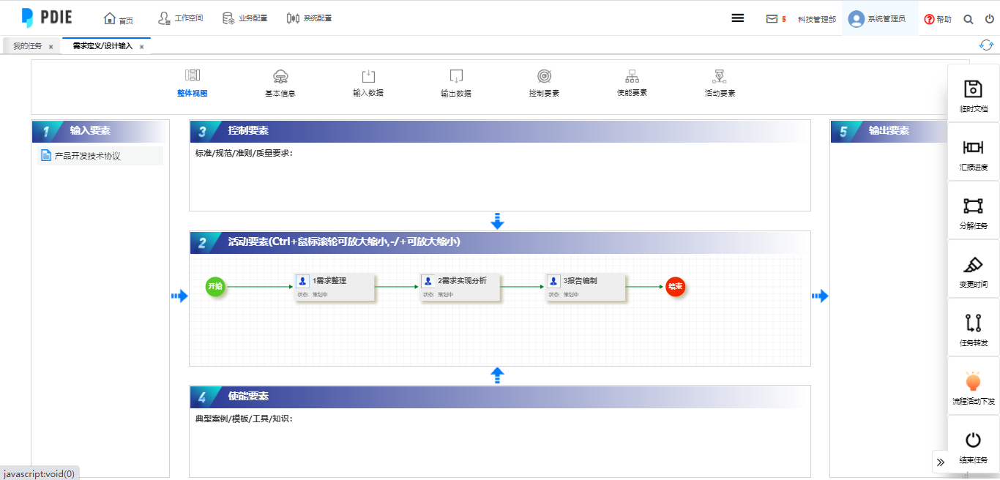 PDIE
首页
工作空间
业务配置
系统配置
5
科技管理部
系统管理员
帮助
我的任务 ×
需求定义/设计输入 ×
整体视图
基本信息
输入数据
输出数据
控制要素
使能要素
活动要素
1 输入要素
产品开发技术协议
3 控制要素
标准/规范/准则/质量要求:
2 活动要素(Ctrl+鼠标滚轮可放大缩小,-/+可放大缩小)
开始
1需求整理
状态: 策划中
2需求实现分析
状态: 策划中
3报告编制
状态: 策划中
结束
4 使能要素
典型案例/模板/工具/知识:
5 输出要素
临时文档
汇报进度
分解任务
变更时间
任务转发
流程活动下发
结束任务
javascript:void(0)